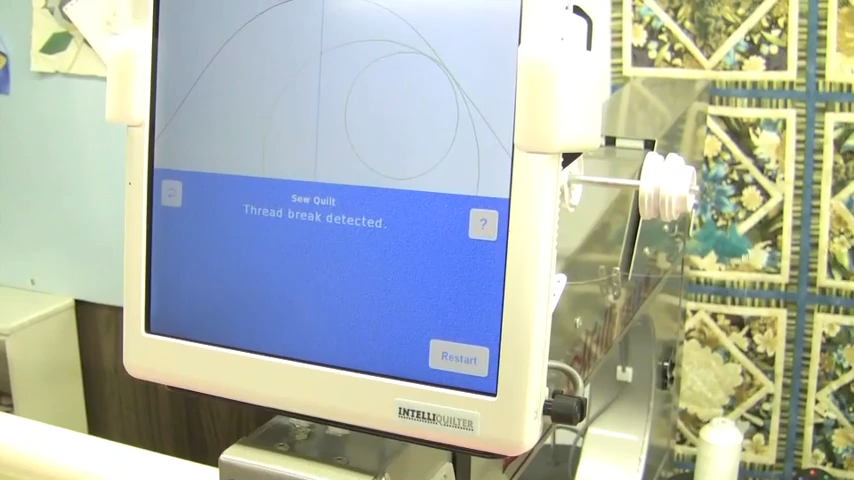 Sew Quilt
Thread break detected.
?
Restart
INTELLIQUILTER